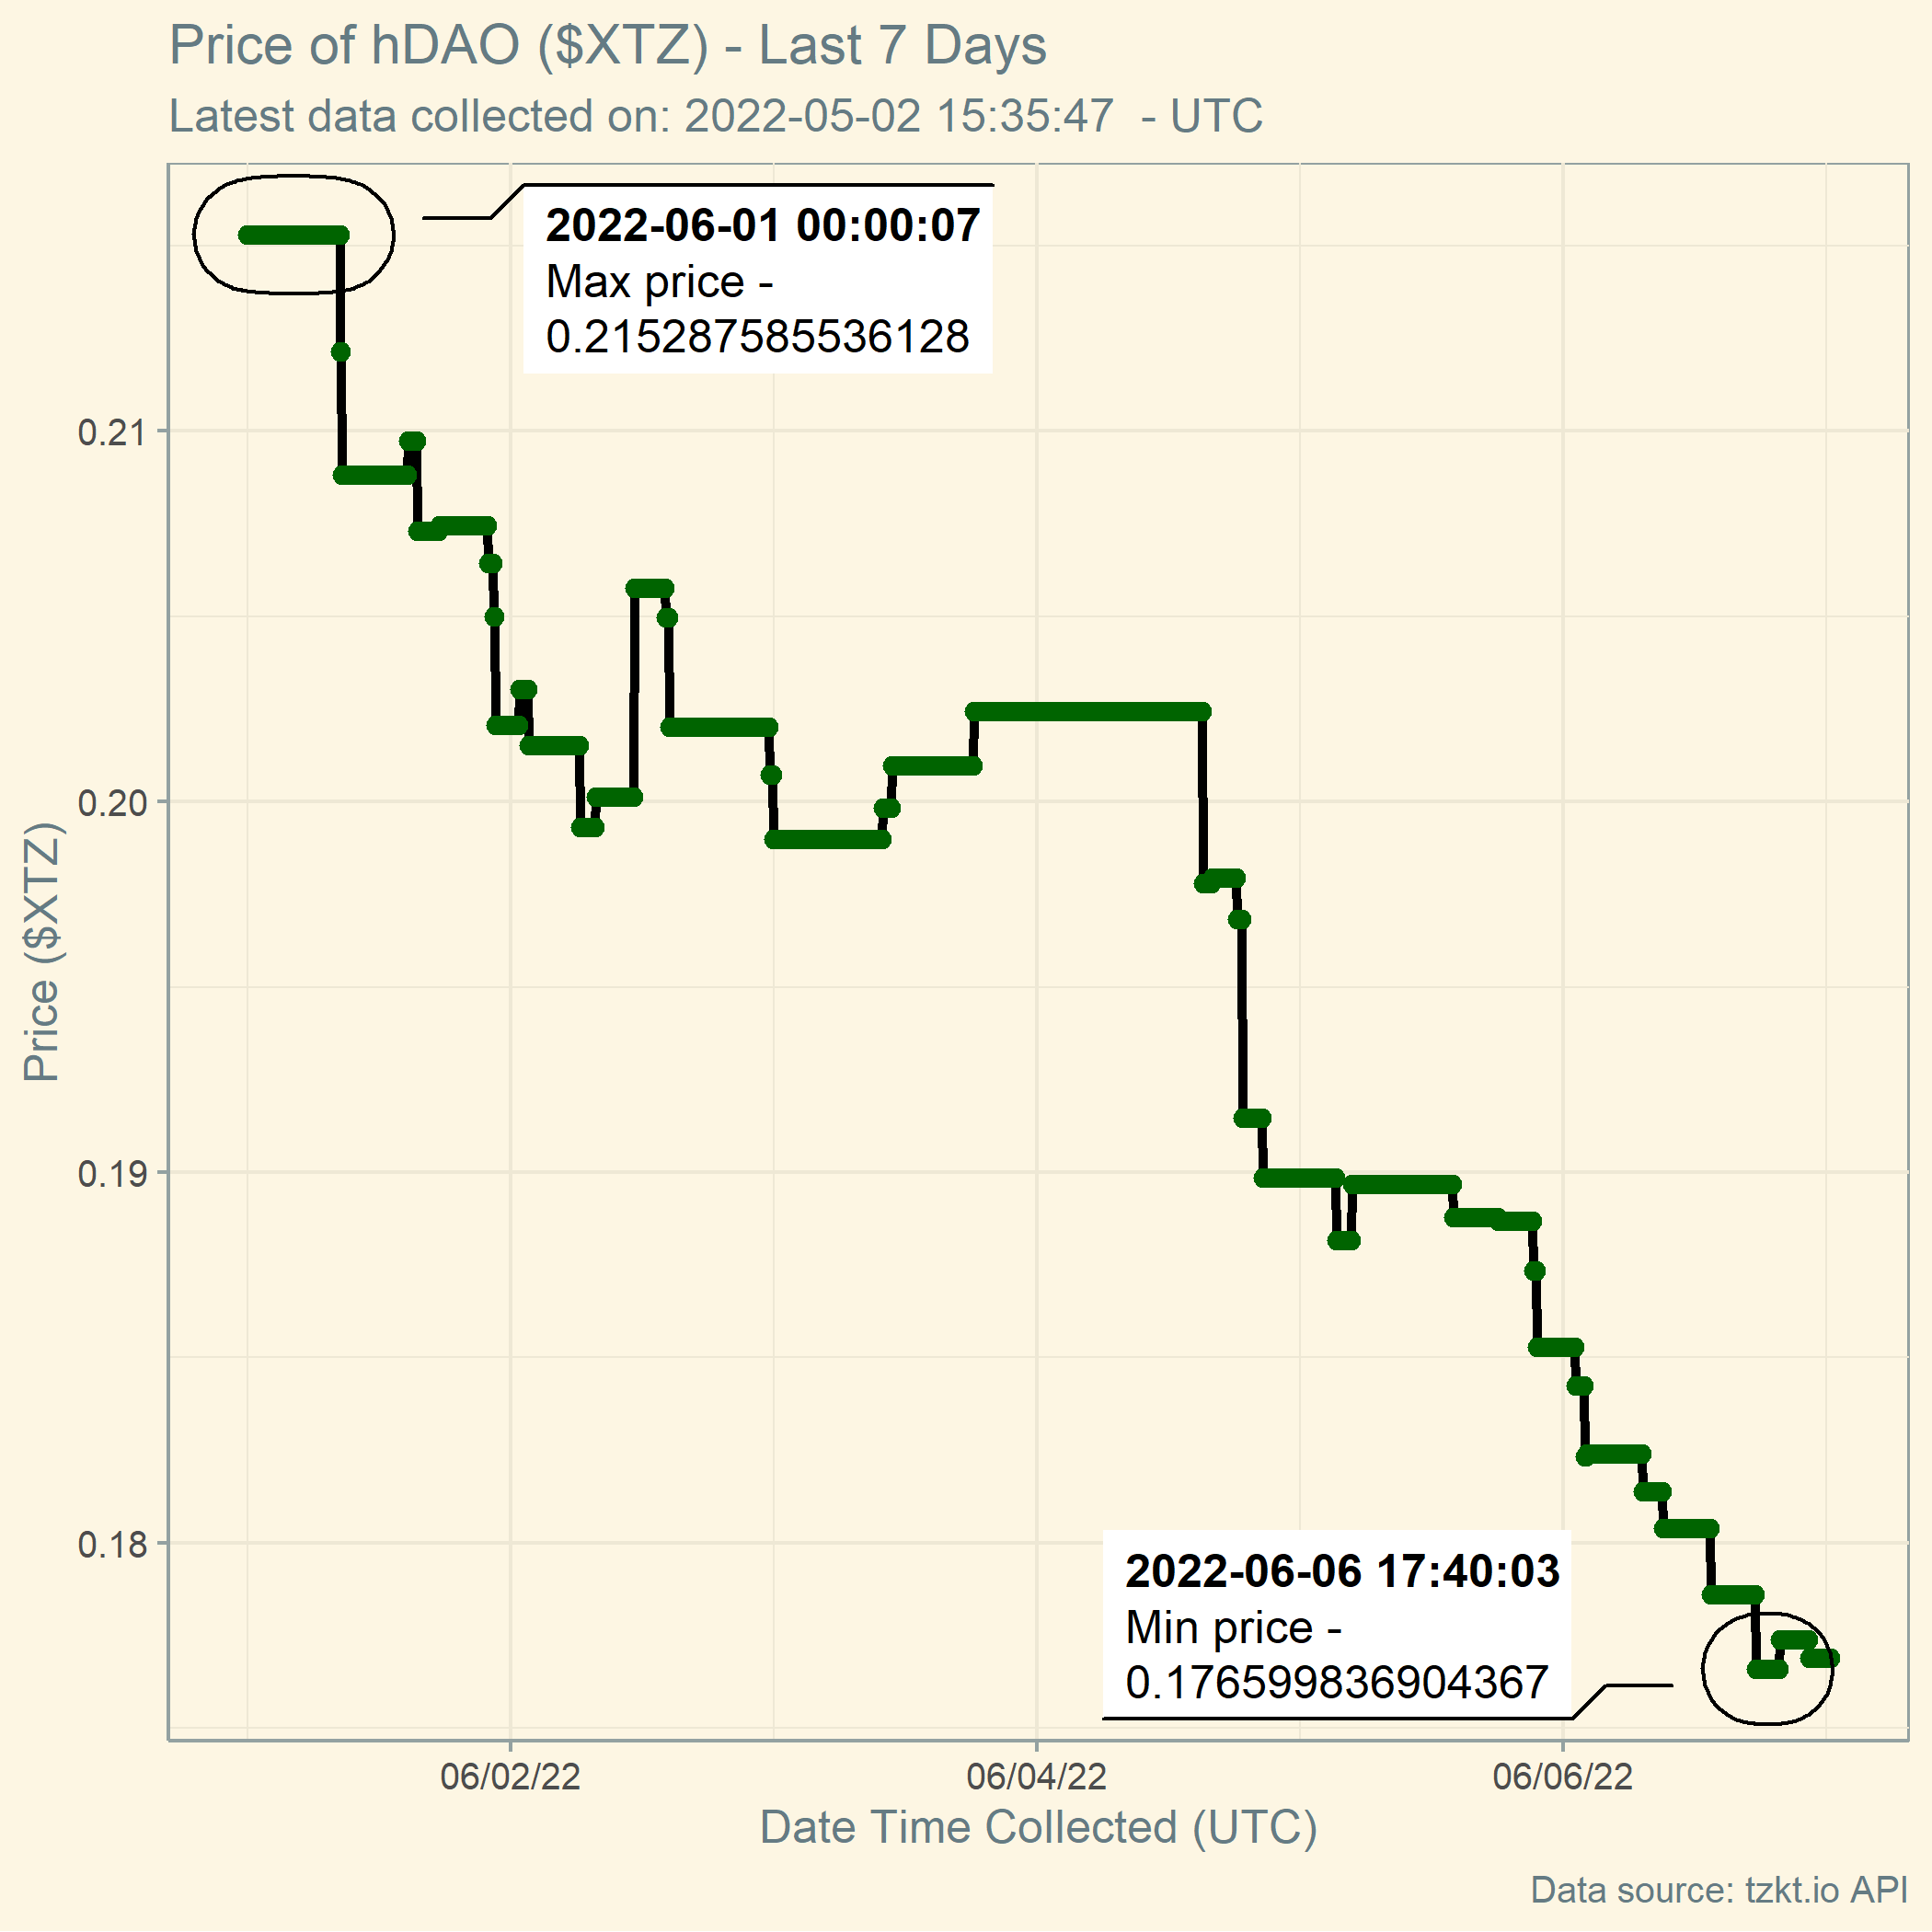 Price of hDAO ($XTZ) - Last 7 Days
Latest data collected on: 2022-05-02 15:35:47  - UTC
2022-06-01 00:00:07
Max price -
0.215287585536128
0.21
0.20
0.19
0.18
Price ($XTZ)
2022-06-06 17:40:03
Min price -
0.176599836904367
06/02/22
06/04/22
06/06/22
Date Time Collected (UTC)
Data source: tzkt.io API